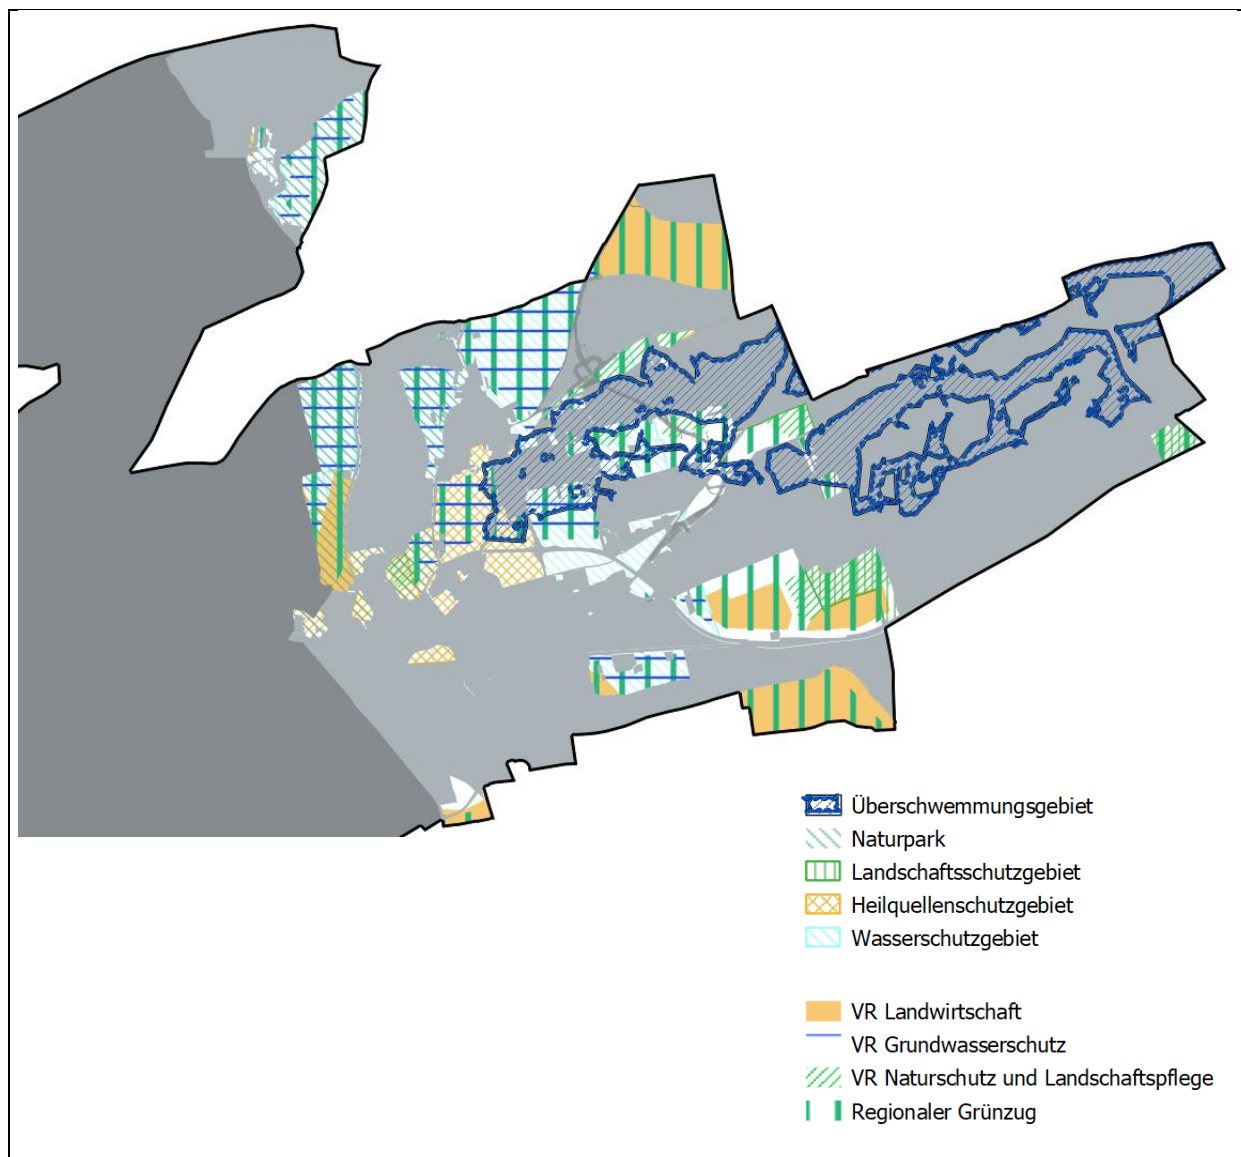 Überschwemmungsgebiet
Naturpark
Landschaftsschutzgebiet
Heilquellenschutzgebiet
Wasserschutzgebiet
VR Landwirtschaft
VR Grundwasserschutz
VR Naturschutz und Landschaftspflege
Regionaler Grünzug